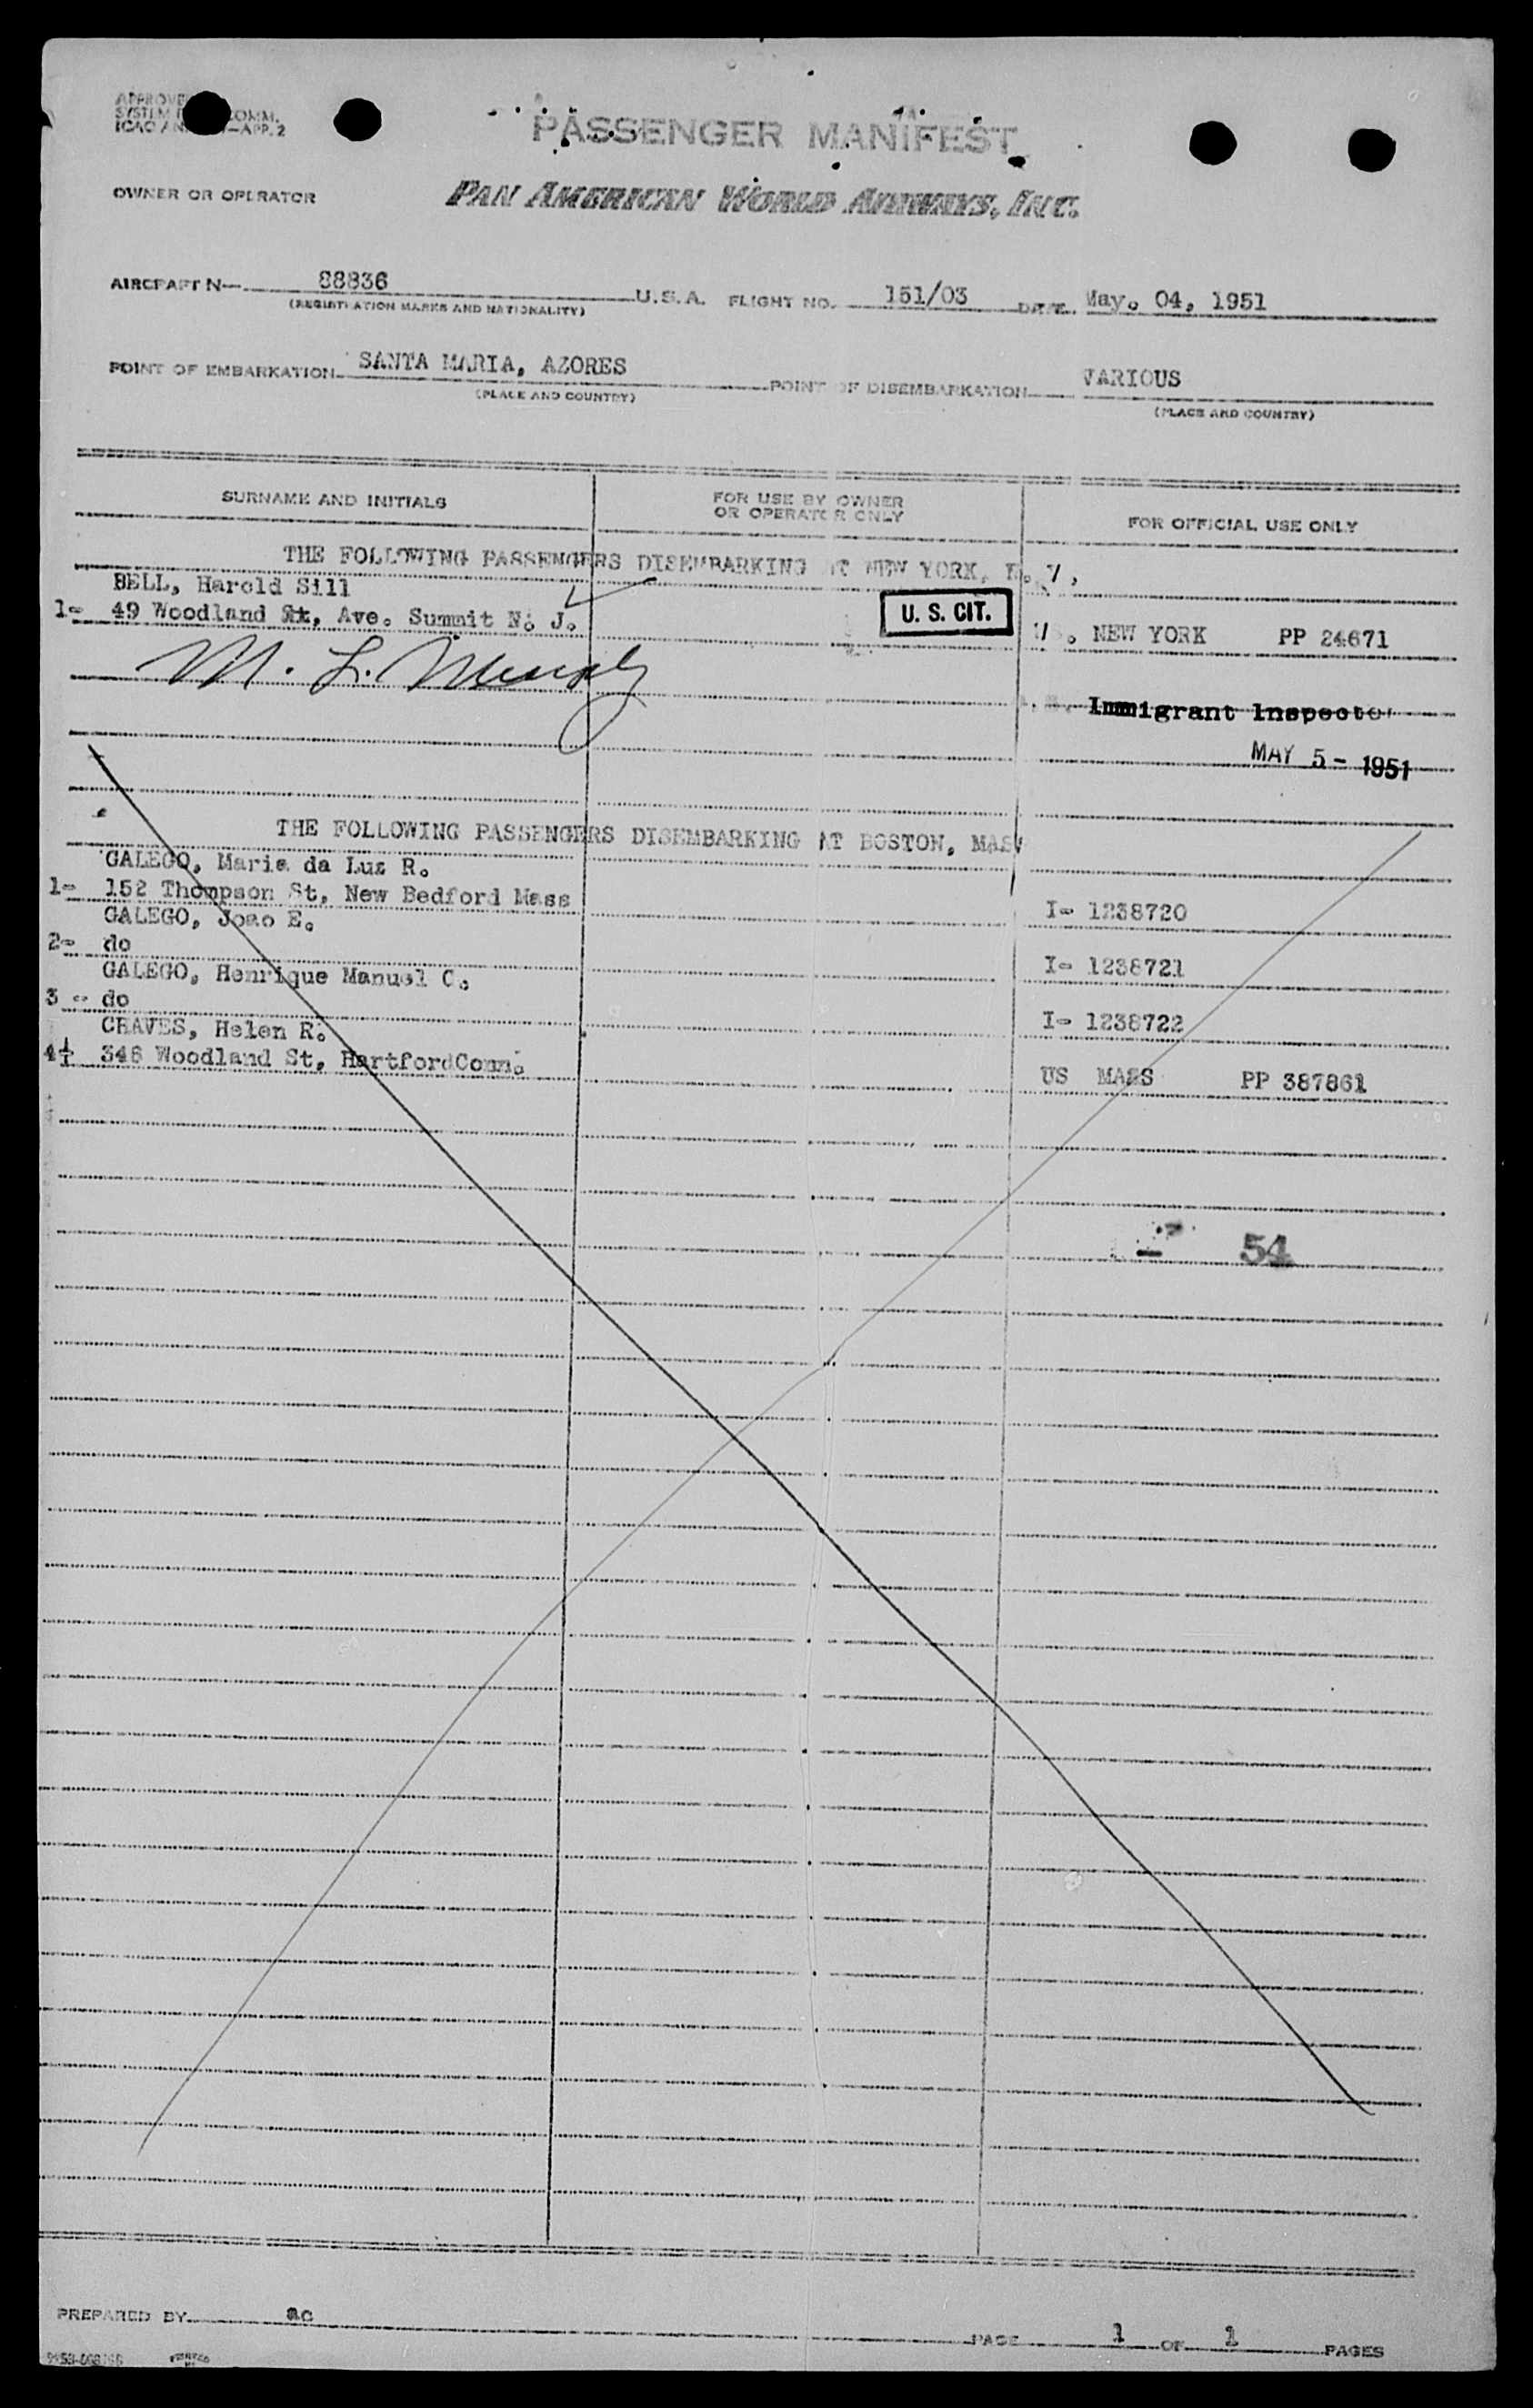 PASSENGER MANIFEST
OWNER OR OPERATOR PAN AMERICAN WORLD AIRWAYS, INC.
AIRCRAFT N— 88836 U.S.A. FLIGHT NO. 151/03 DATE May. 04, 1951
(REGISTRATION MARKS AND NATIONALITY)
POINT OF EMBARKATION SANTA MARIA, AZORES POINT OF DISEMBARKATION VARIOUS
(PLACE AND COUNTRY) (PLACE AND COUNTRY)
SURNAME AND INITIALS FOR USE BY OWNER OR OPERATOR ONLY FOR OFFICIAL USE ONLY
THE FOLLOWING PASSENGERS DISEMBARKING AT NEW YORK, N.Y,
BELL, Harold Sill
1- 49 Woodland Ave. Summit N. J. U. S. CIT. NEW YORK PP 24671
M. L.
Immigrant Inspector
MAY 5 - 1951
THE FOLLOWING PASSENGERS DISEMBARKING AT BOSTON, MASS
GALEGO, Maria da Luz R.
1- 152 Thompson St, New Bedford Mass I- 1238720
GALEGO, Joao E.
2- do I- 1238721
GALEGO, Henrique Manuel C.
3 - do I- 1238722
CHAVES, Helen R.
4 346 Woodland St, HartfordConn. US MASS PP 387861
54
PREPARED BY ac
PAGE 1 OF 1 PAGES